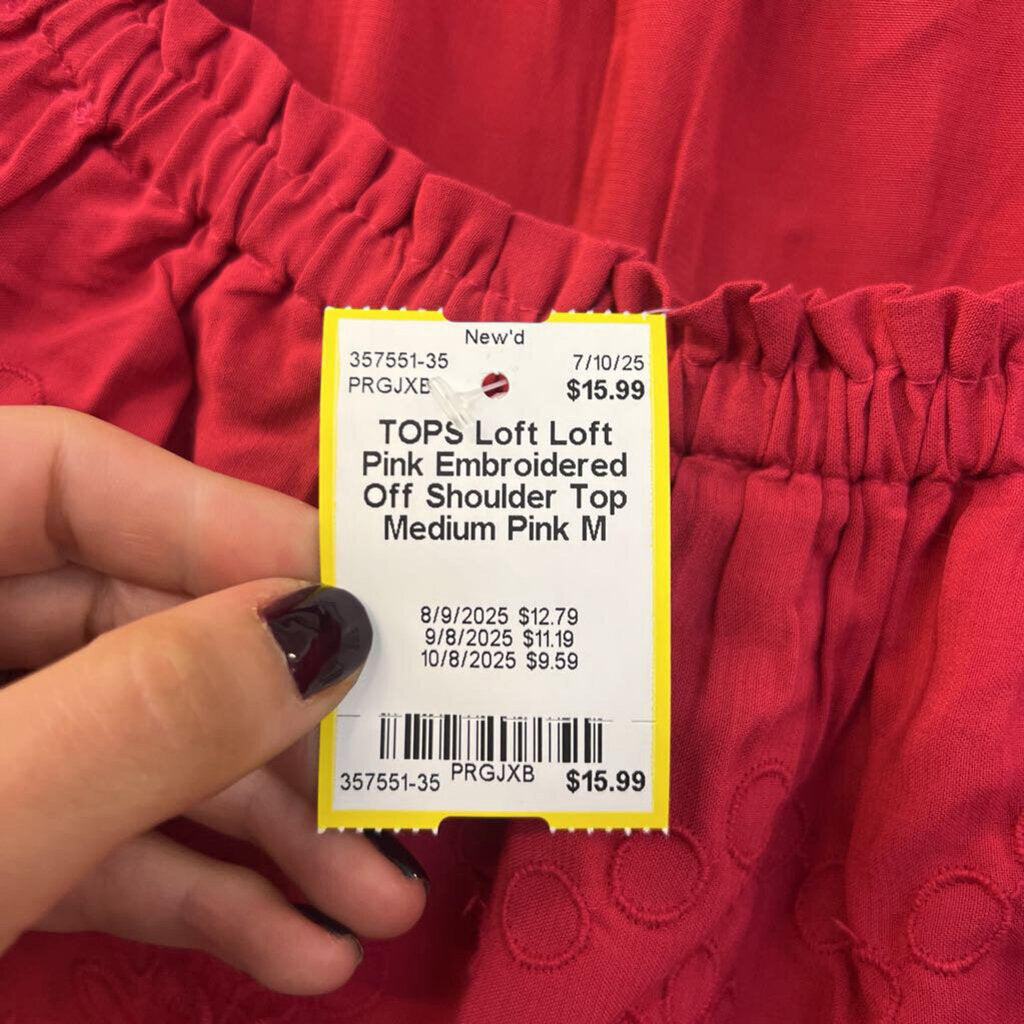 New'd
357551-35 7/10/25
PRGJXB $15.99
TOPS Loft Loft
Pink Embroidered
Off Shoulder Top
Medium Pink M
8/9/2025 $12.79
9/8/2025 $11.19
10/8/2025 $9.59
357551-35 PRGJXB $15.99